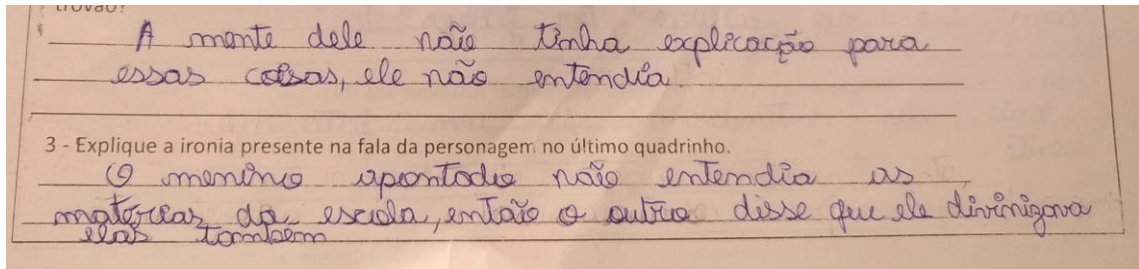 trovão?
A mente dele não tinha explicação para
essas coisas, ele não entendia
3 - Explique a ironia presente na fala da personagem no último quadrinho.
O menino apontado não entendia as
matérias da escola, então o outro disse que ele divinizava
elas também